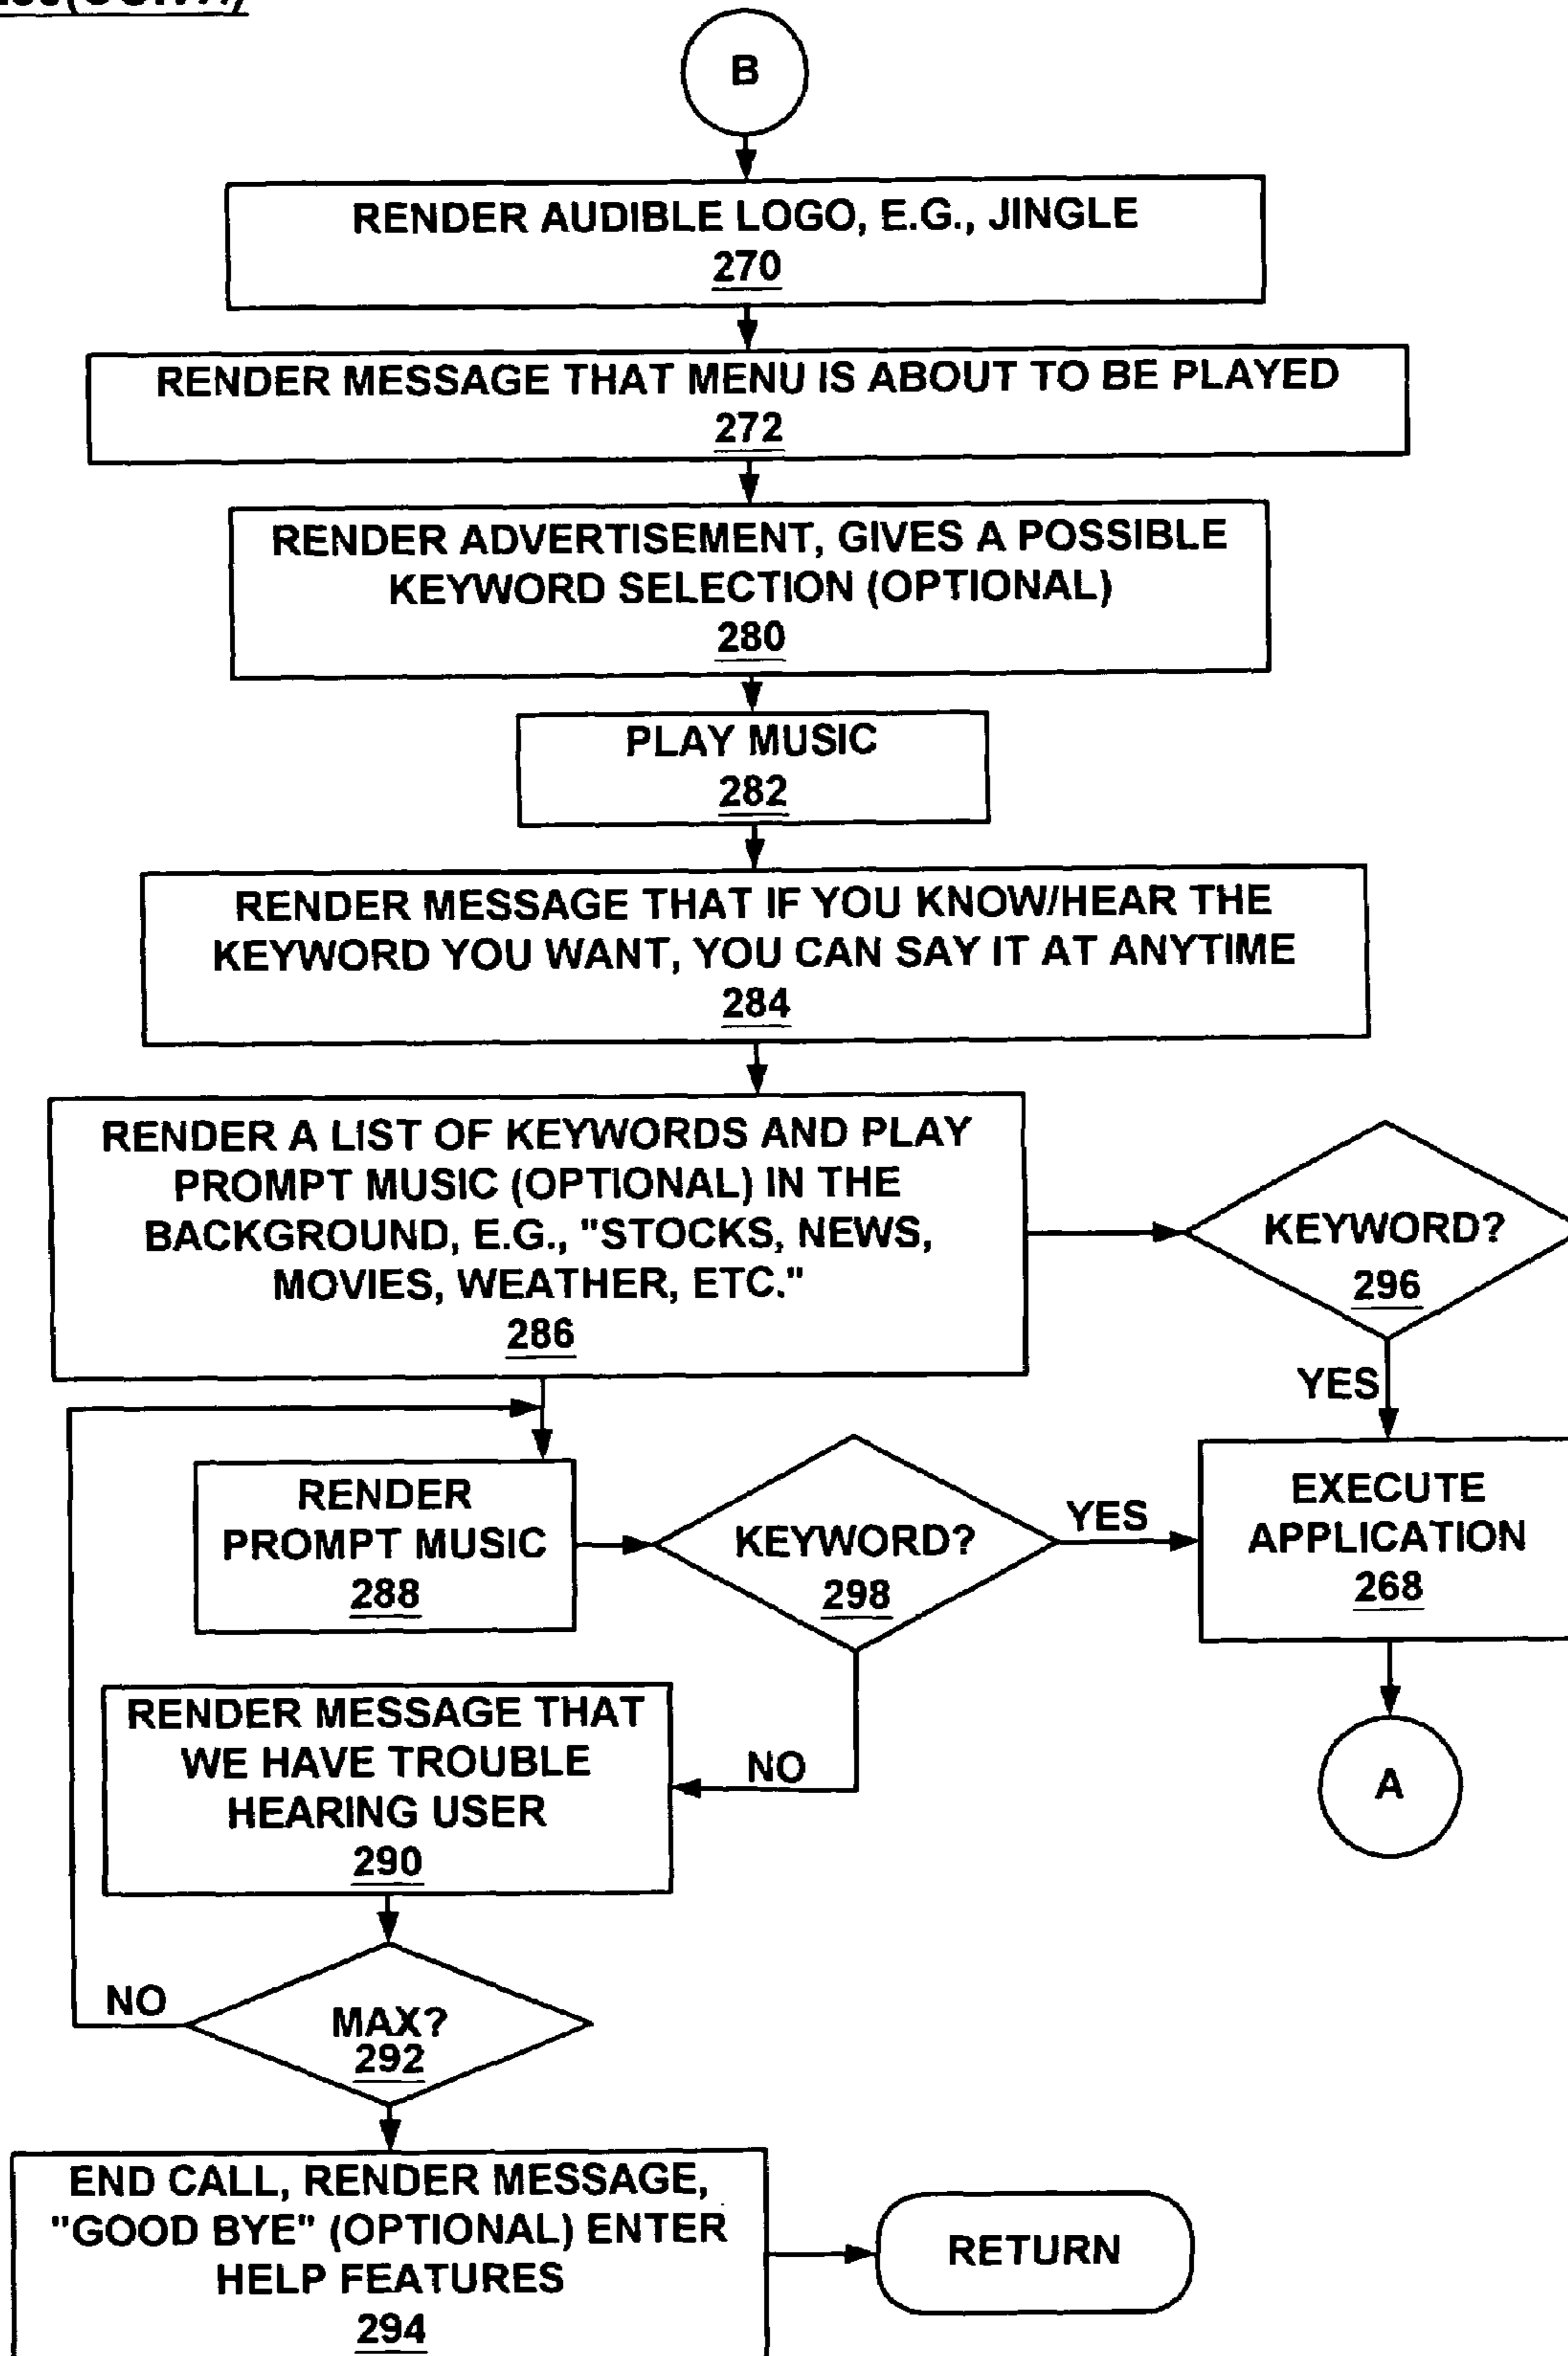 B
RENDER AUDIBLE LOGO, E.G., JINGLE
270
RENDER MESSAGE THAT MENU IS ABOUT TO BE PLAYED
272
RENDER ADVERTISEMENT, GIVES A POSSIBLE
KEYWORD SELECTION (OPTIONAL)
280
PLAY MUSIC
282
RENDER MESSAGE THAT IF YOU KNOW/HEAR THE
KEYWORD YOU WANT, YOU CAN SAY IT AT ANYTIME
284
RENDER A LIST OF KEYWORDS AND PLAY
PROMPT MUSIC (OPTIONAL) IN THE
BACKGROUND, E.G., "STOCKS, NEWS,
MOVIES, WEATHER, ETC."
286
KEYWORD?
296
YES
RENDER
PROMPT MUSIC
288
KEYWORD?
298
YES
EXECUTE
APPLICATION
268
RENDER MESSAGE THAT
WE HAVE TROUBLE
HEARING USER
290
NO
A
NO
MAX?
292
END CALL, RENDER MESSAGE,
"GOOD BYE" (OPTIONAL) ENTER
HELP FEATURES
294
RETURN